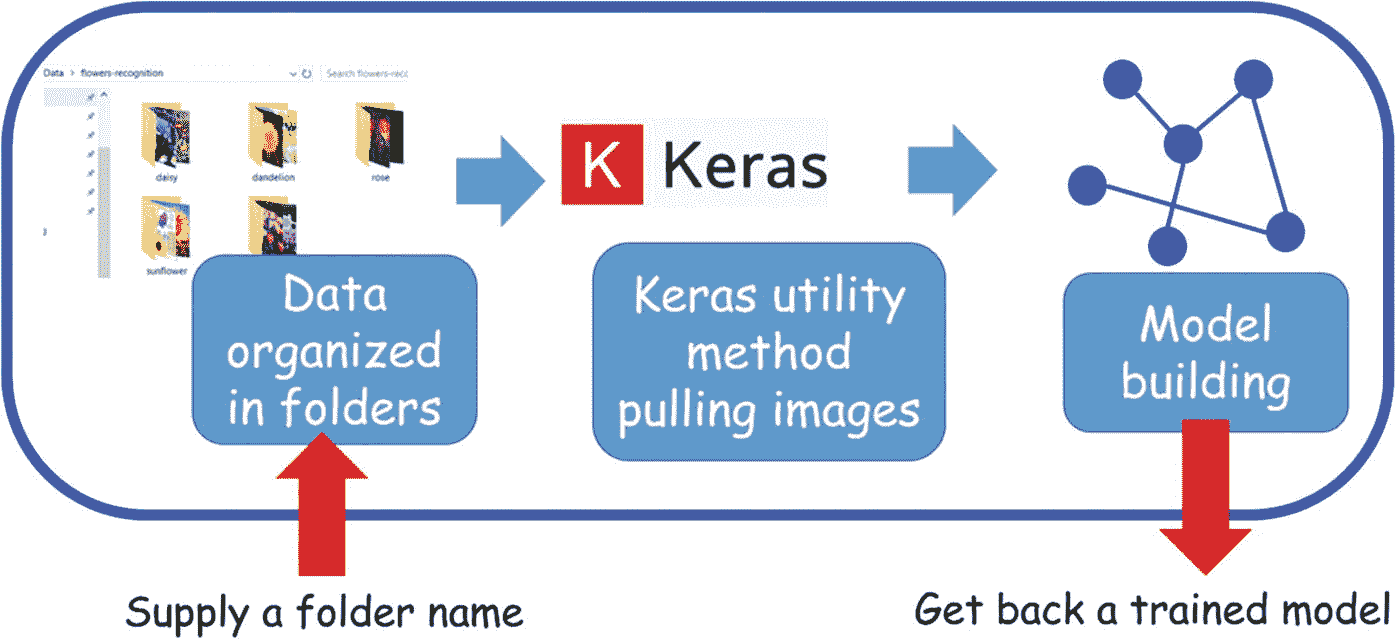 Data > flowers-recognition
Search flowers-recc
daisy
dandelion
rose
sunflower
K Keras
Data
organized
in folders
Keras utility
method
pulling images
Model
building
Supply a folder name
Get back a trained model